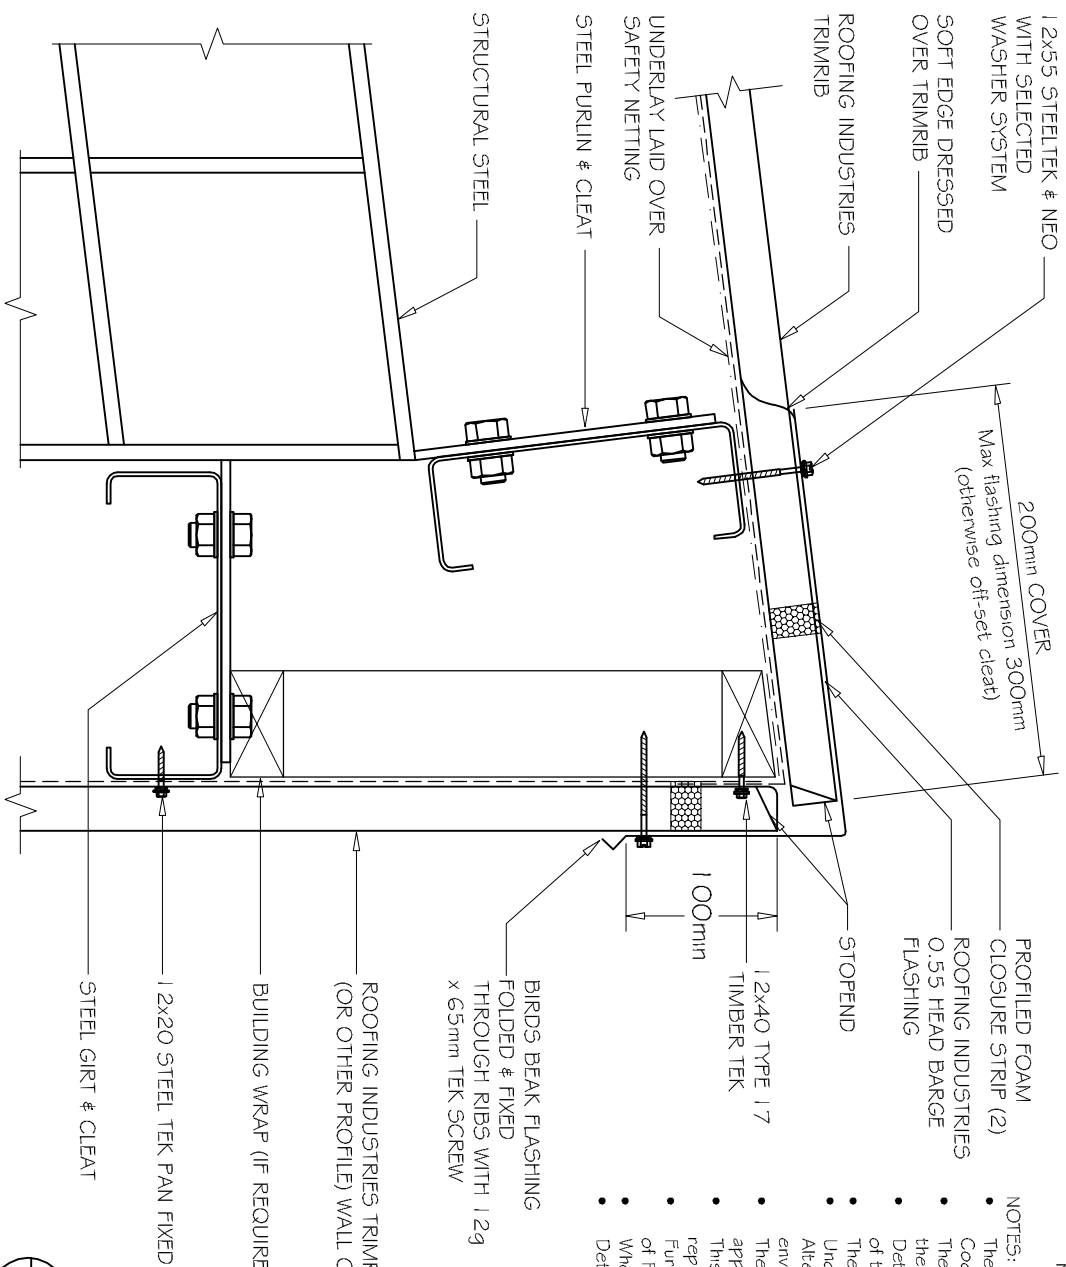 12x55 STEELTEK & NEO
WITH SELECTED
WASHER SYSTEM
SOFT EDGE DRESSED
OVER TRIMRIB
ROOFING INDUSTRIES
TRIMRIB
UNDERLAY LAID OVER
SAFETY NETTING
STEEL PURLIN & CLEAT
STRUCTURAL STEEL
200min COVER
Max flashing dimension 300mm
(otherwise off-set cleat)
PROFILED FOAM
CLOSURE STRIP (2)
ROOFING INDUSTRIES
0.55 HEAD BARGE
FLASHING
STOPEND
12x40 TYPE 17
TIMBER TEK
100min
BIRDS BEAK FLASHING
FOLDED & FIXED
THROUGH RIBS WITH 12g
x 65mm TEK SCREW
ROOFING INDUSTRIES
(OR OTHER PROFILE) WALL
BUILDING WRAP (IF
12x20 STEEL TEK PAN FIXED
STEEL GIRT & CLEAT
NOTES: